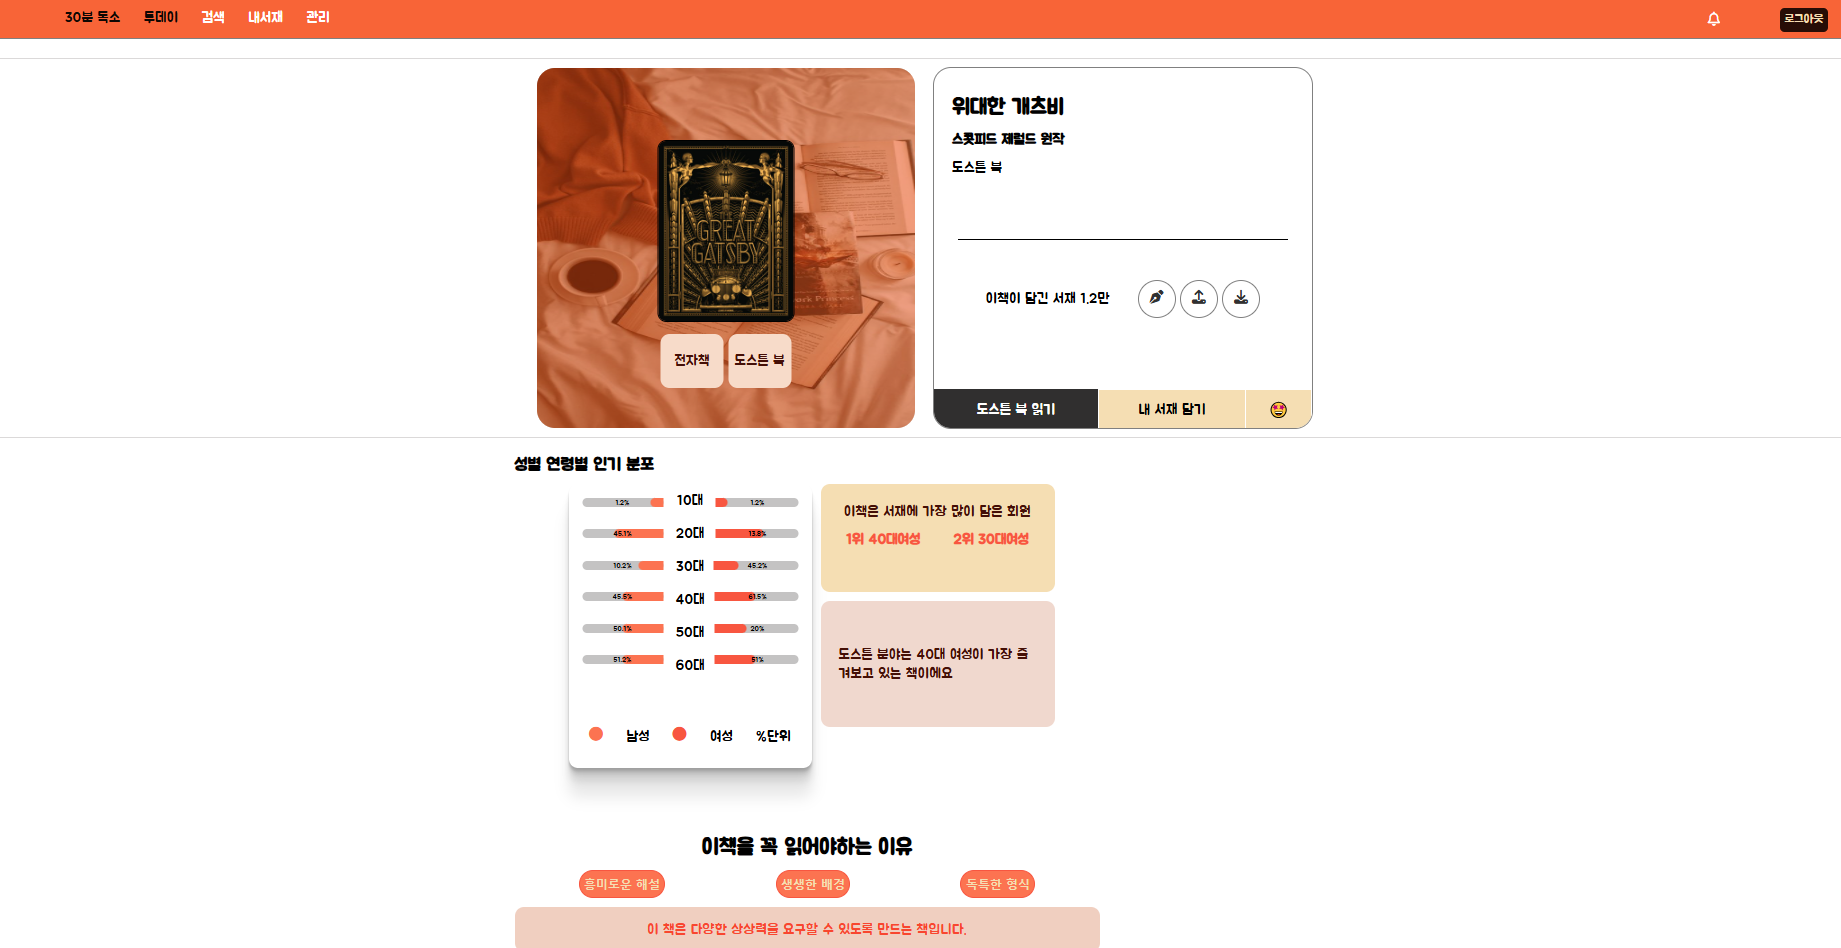 30분 독소 투데이 검색 내서재 관리 로그아웃
THE
GREAT
GATSBY
전자책 도스튼 북
위대한 개츠비
스콧피드 제럴드 원작
도스튼 북
이책이 담긴 서재 1.2만
도스튼 북 읽기 내 서재 담기
성별 연령별 인기 분포
1.2% 10대 1.2%
45.1% 20대 13.8%
10.2% 30대 45.2%
45.5% 40대 61.5%
50.1% 50대 20%
51.2% 60대 51%
남성 여성 %단위
이책은 서재에 가장 많이 담은 회원
1위 40대여성 2위 30대여성
도스튼 분야는 40대 여성이 가장 즐
겨보고 있는 책이에요
이책을 꼭 읽어야하는 이유
흥미로운 해설 생생한 배경 독특한 형식
이 책은 다양한 상상력을 요구할 수 있도록 만드는 책입니다.